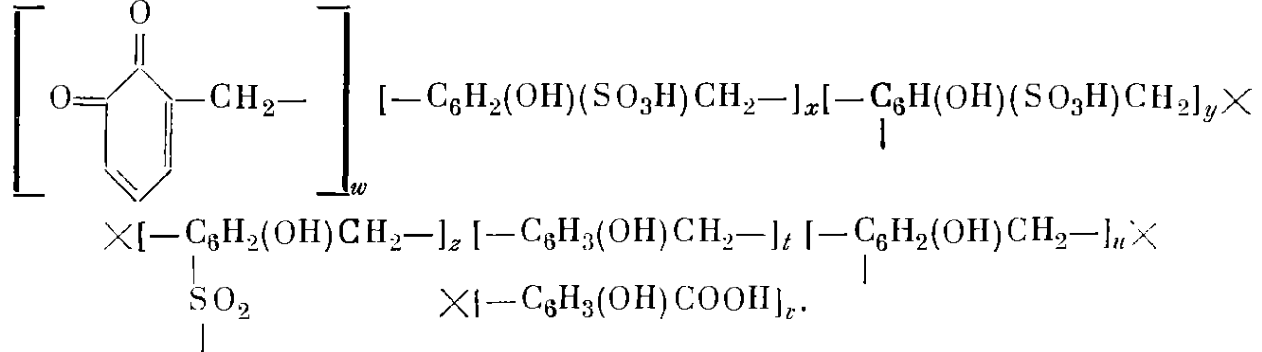 O
O= —CH₂— [—C₆H₂(OH)(SO₃H)CH₂—]ₓ[—C₆H(OH)(SO₃H)CH₂]ᵧ×
w
×[—C₆H₂(OH)CH₂—]z [—C₆H₃(OH)CH₂—]t [—C₆H₂(OH)CH₂—]u×
SO₂ ×[—C₆H₃(OH)COOH]v.